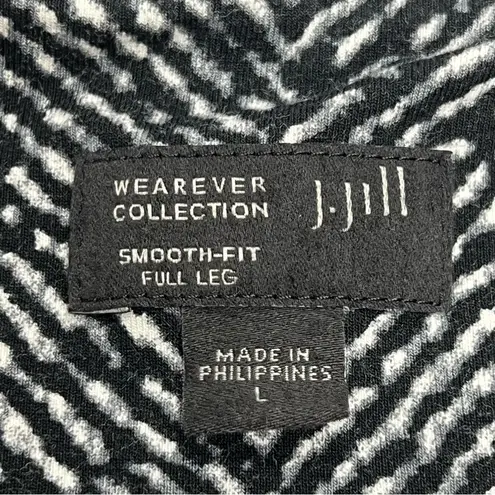 WEAREVER
COLLECTION
J.Jill
SMOOTH-FIT
FULL LEG
MADE IN
PHILIPPINES
L